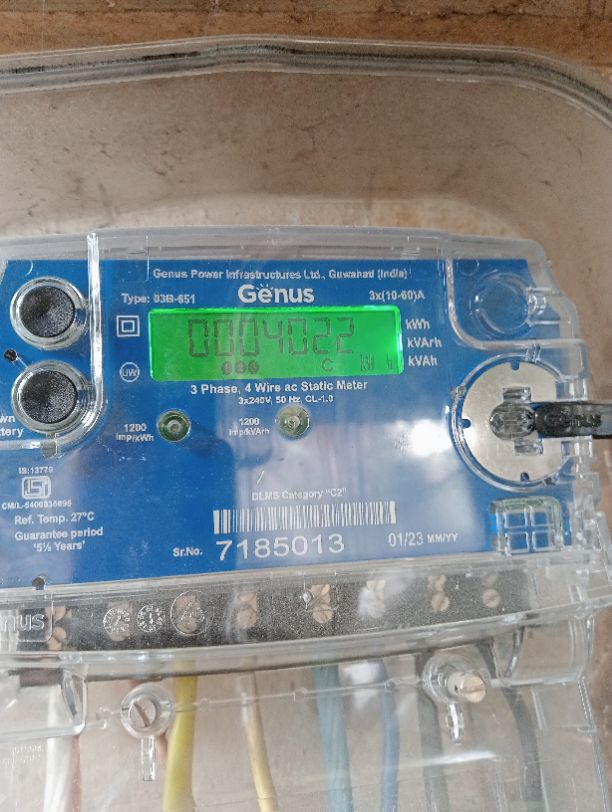 Genus Power Infrastructures Ltd., Guwahati (India)
Type: 03B-651
Genus
3x(10-60)A
0004022
C
kWh
kVArh
kVAh
UW
3 Phase, 4 Wire ac Static Meter
3x240V, 50 Hz, CL-1.0
1200
imp/kWh
1200
imp/kVArh
IS:13779
Ref. Temp. 27°C
Guarantee period
'5½ Years'
DLMS Category "C2"
Sr.No. 7185013
01/23 MM/YY
Genus